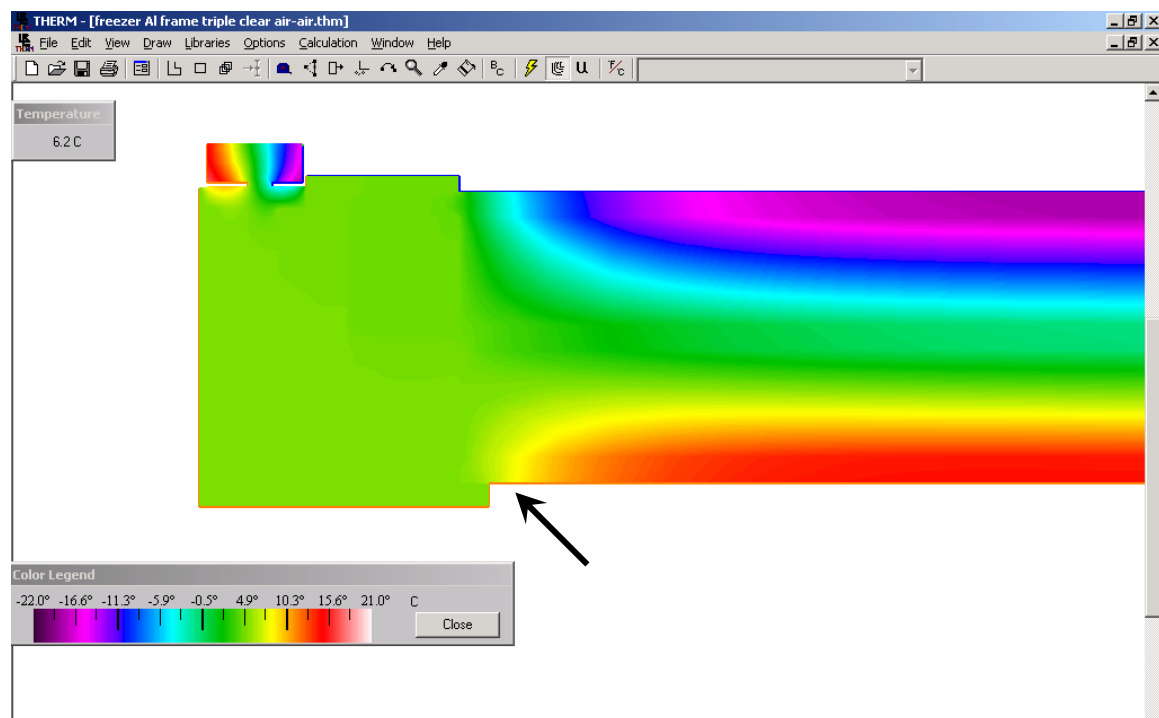 THERM - [freezer Al frame triple clear air-air.thm]
File Edit View Draw Libraries Options Calculation Window Help
BC U F/C
Temperature
6.2 C
Color Legend
-22.0° -16.6° -11.3° -5.9° -0.5° 4.9° 10.3° 15.6° 21.0° C
Close